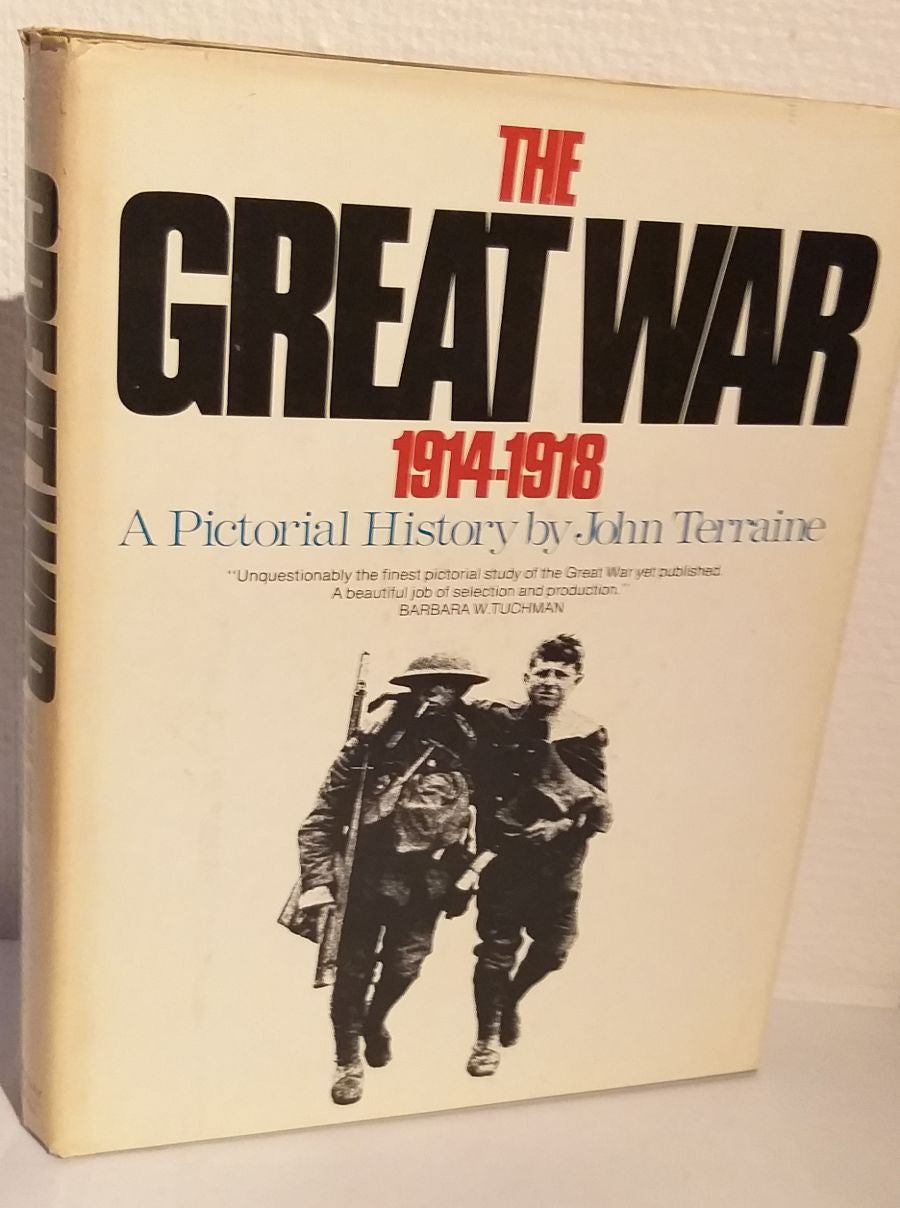 THE
GREAT WAR
1914-1918
A Pictorial History by John Terraine
"Unquestionably the finest pictorial study of the Great War yet published.
A beautiful job of selection and production."
BARBARA W. TUCHMAN
GREAT WAR